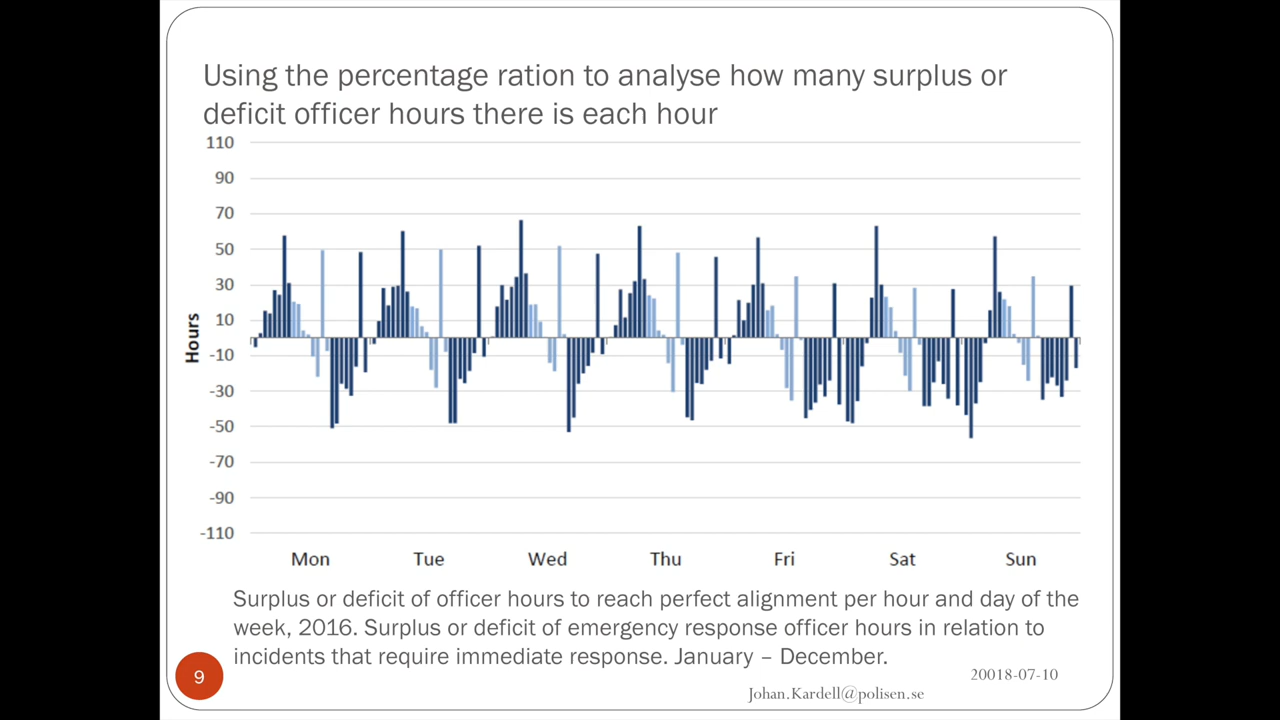 Using the percentage ration to analyse how many surplus or
deficit officer hours there is each hour
110
90
70
50
30
10
-10
-30
-50
-70
-90
-110
Hours
Mon Tue Wed Thu Fri Sat Sun
Surplus or deficit of officer hours to reach perfect alignment per hour and day of the
week, 2016. Surplus or deficit of emergency response officer hours in relation to
incidents that require immediate response. January – December.
9
20018-07-10
Johan.Kardell@polisen.se